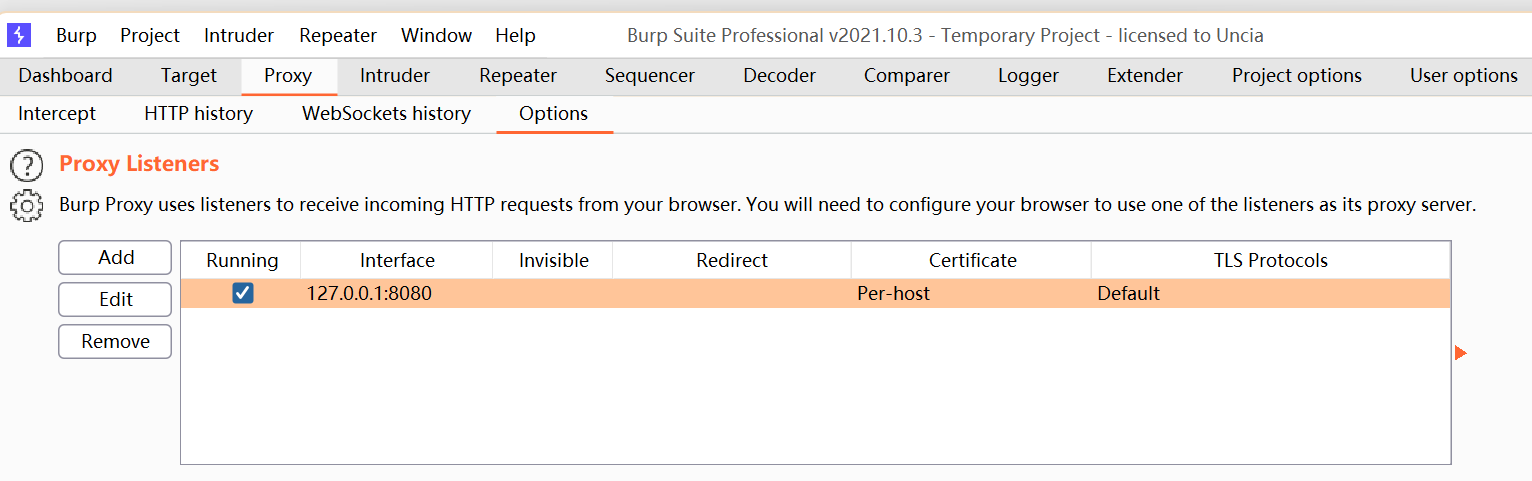 Burp Project Intruder Repeater Window Help Burp Suite Professional v2021.10.3 - Temporary Project - licensed to Uncia
Dashboard Target Proxy Intruder Repeater Sequencer Decoder Comparer Logger Extender Project options User options
Intercept HTTP history WebSockets history Options
? Proxy Listeners
Burp Proxy uses listeners to receive incoming HTTP requests from your browser. You will need to configure your browser to use one of the listeners as its proxy server.
Add Running Interface Invisible Redirect Certificate TLS Protocols
Edit 127.0.0.1:8080 Per-host Default
Remove